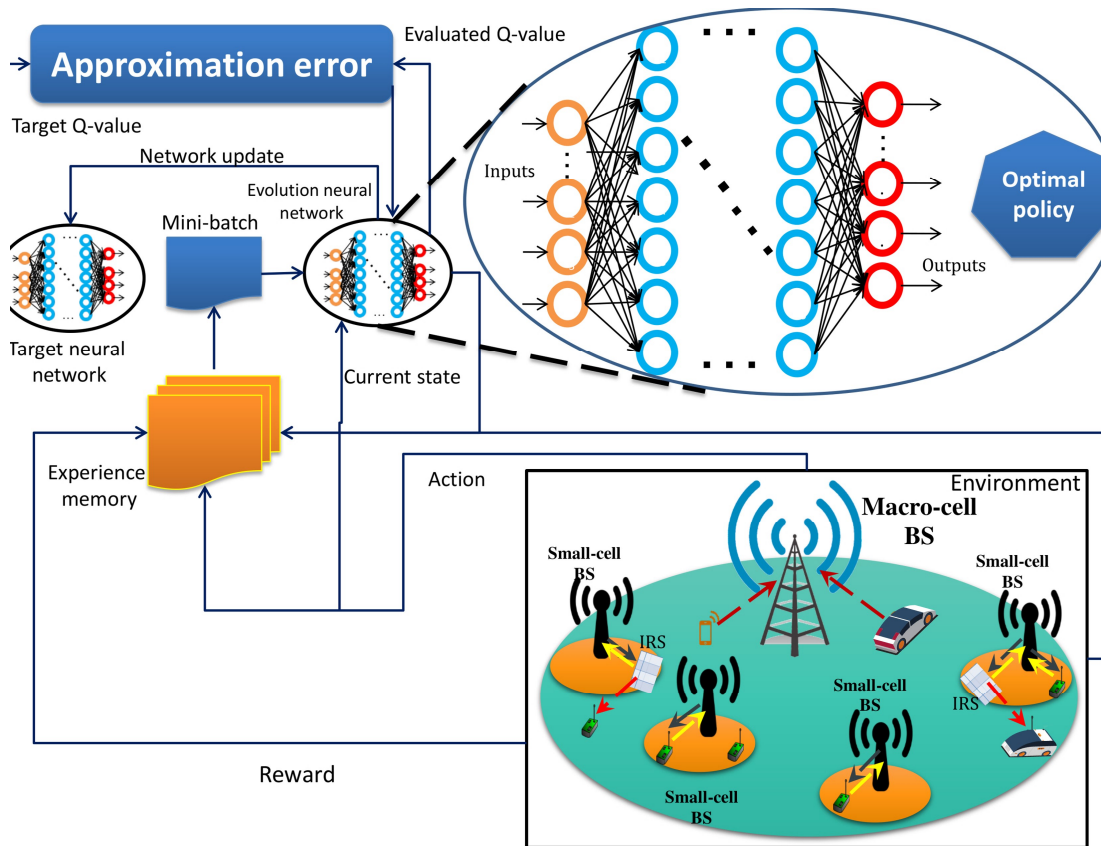 Evaluated Q-value
Approximation error
Target Q-value
Network update
Evolution neural
network
Mini-batch
Inputs
Optimal
policy
Outputs
Target neural
network
Current state
Experience
memory
Action
Environment
Macro-cell
BS
Small-cell
BS
Small-cell
BS
IRS
Small-cell
BS
IRS
Small-cell
BS
Reward